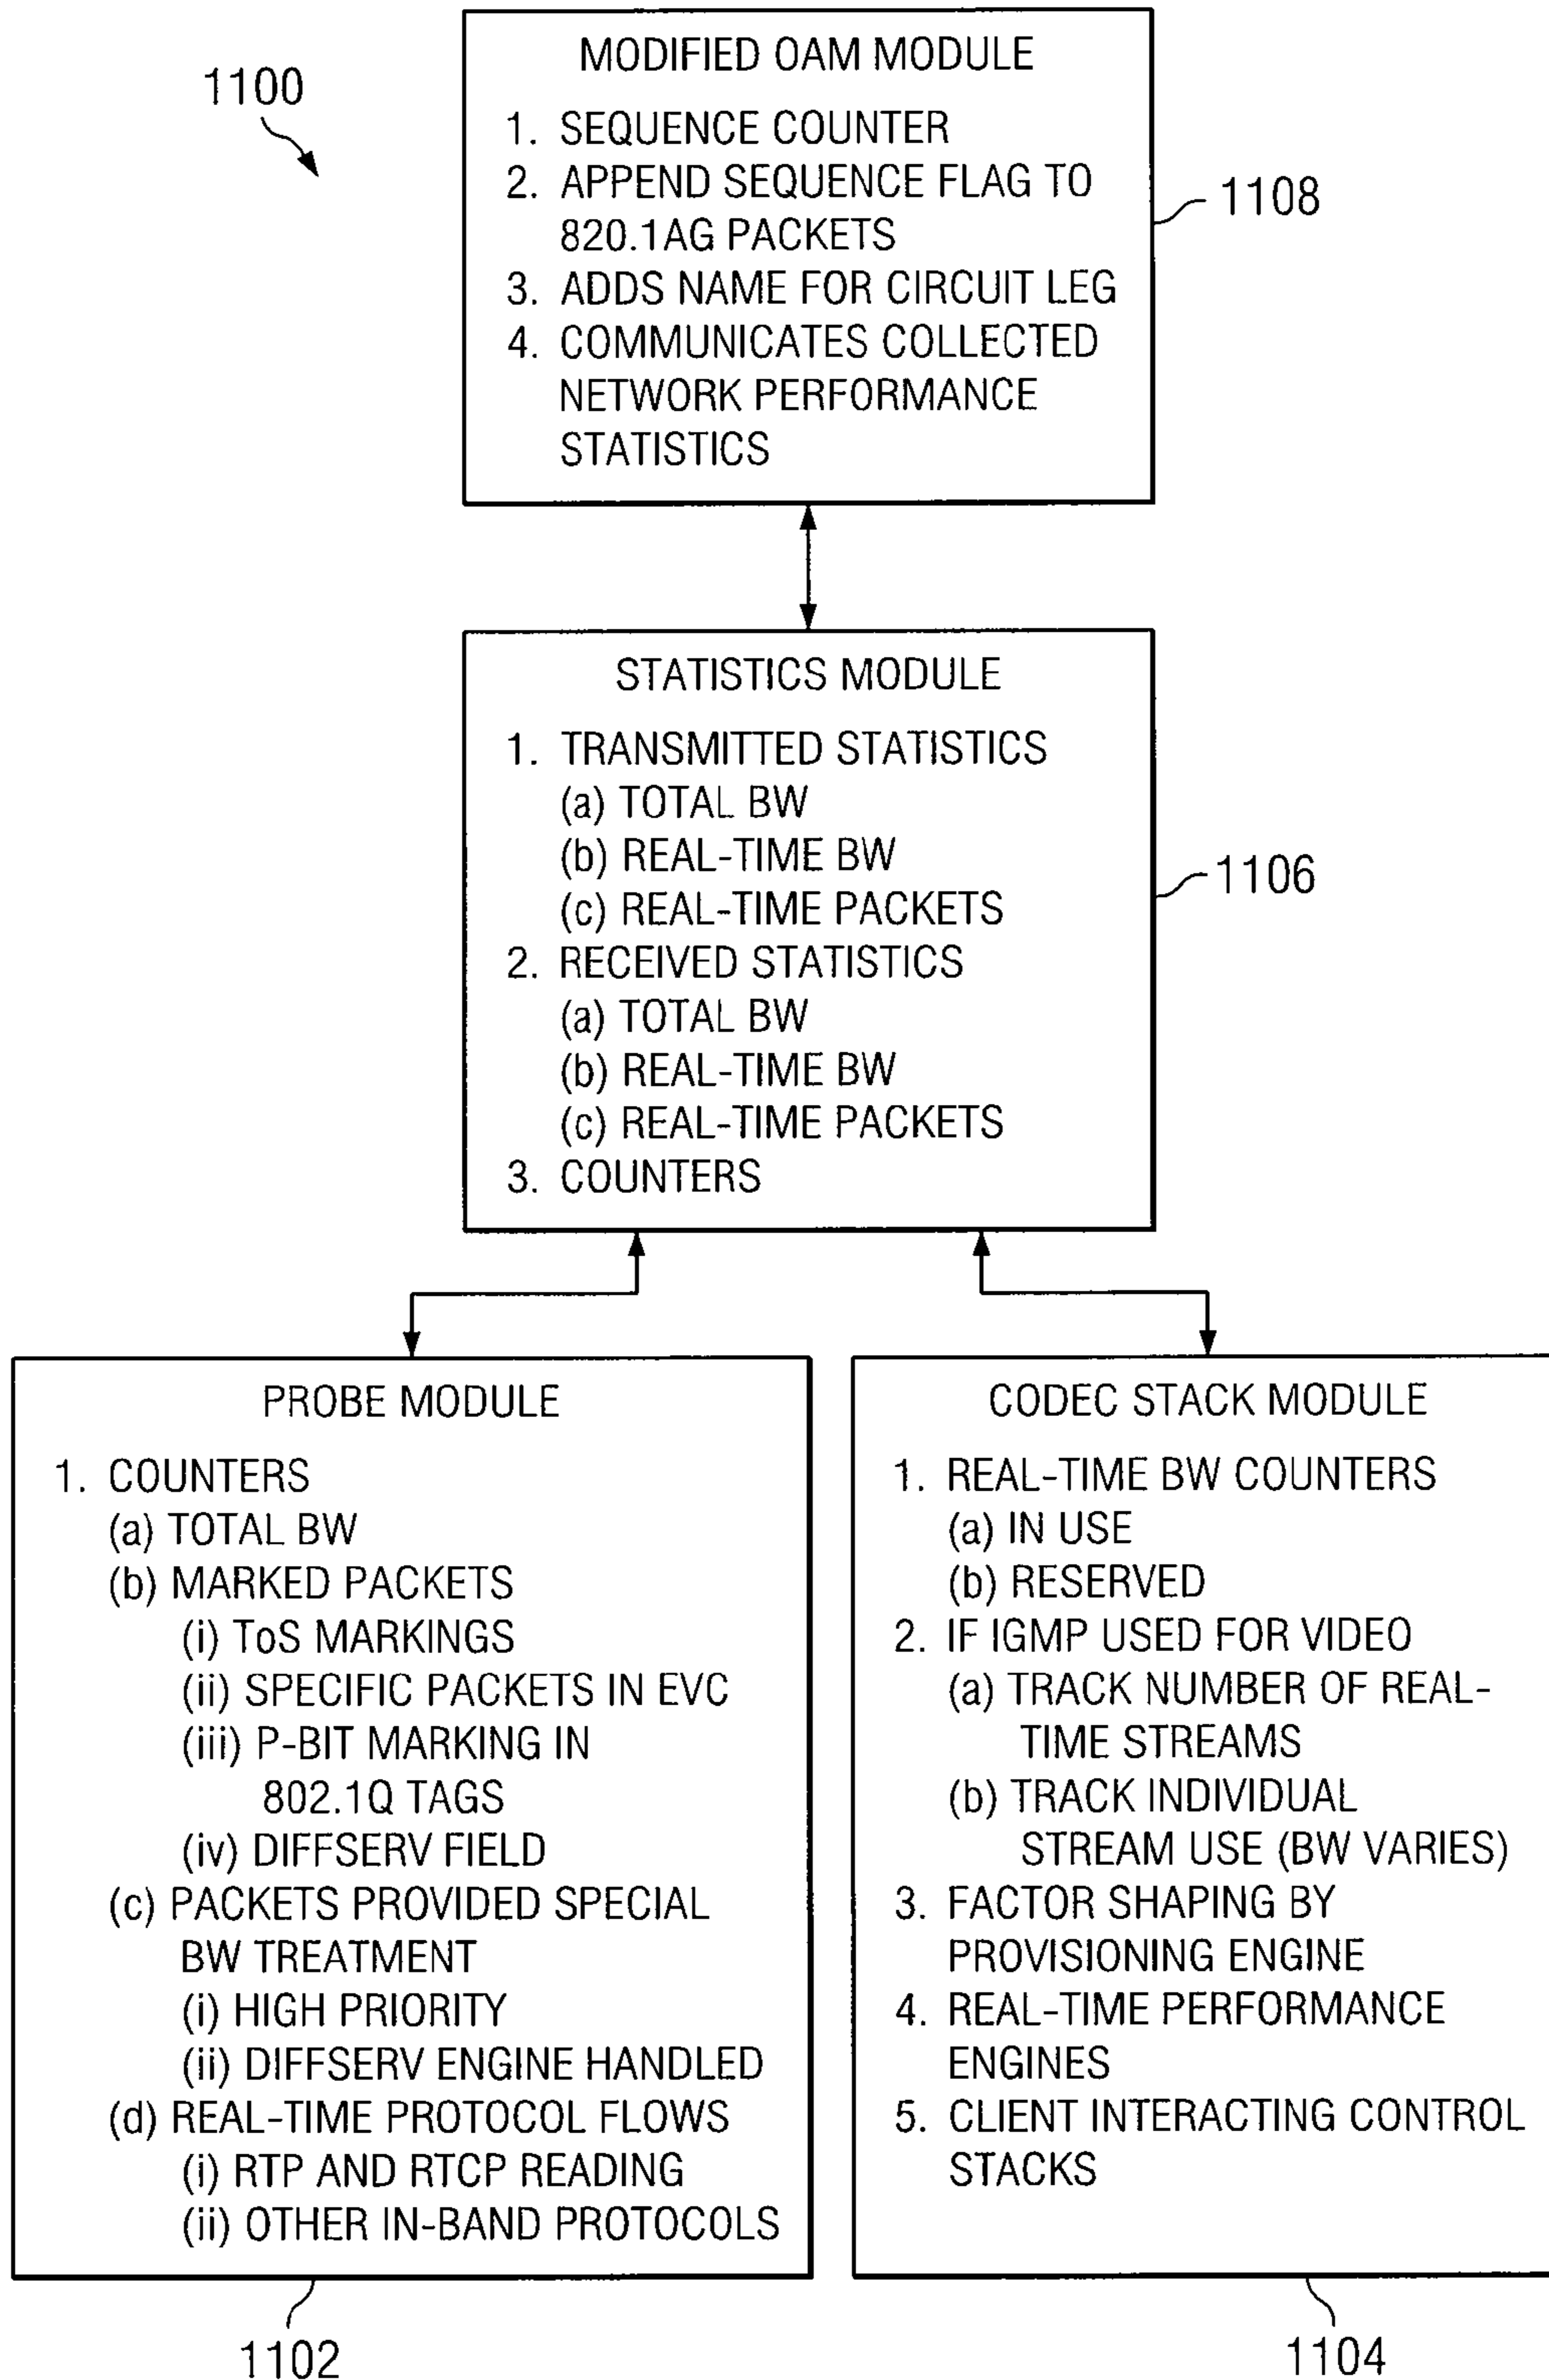 1100
MODIFIED OAM MODULE
1. SEQUENCE COUNTER
2. APPEND SEQUENCE FLAG TO
820.1AG PACKETS
3. ADDS NAME FOR CIRCUIT LEG
4. COMMUNICATES COLLECTED
NETWORK PERFORMANCE
STATISTICS
1108
STATISTICS MODULE
1. TRANSMITTED STATISTICS
(a) TOTAL BW
(b) REAL-TIME BW
(c) REAL-TIME PACKETS
2. RECEIVED STATISTICS
(a) TOTAL BW
(b) REAL-TIME BW
(c) REAL-TIME PACKETS
3. COUNTERS
1106
PROBE MODULE
1. COUNTERS
(a) TOTAL BW
(b) MARKED PACKETS
(i) ToS MARKINGS
(ii) SPECIFIC PACKETS IN EVC
(iii) P-BIT MARKING IN
802.1Q TAGS
(iv) DIFFSERV FIELD
(c) PACKETS PROVIDED SPECIAL
BW TREATMENT
(i) HIGH PRIORITY
(ii) DIFFSERV ENGINE HANDLED
(d) REAL-TIME PROTOCOL FLOWS
(i) RTP AND RTCP READING
(ii) OTHER IN-BAND PROTOCOLS
1102
CODEC STACK MODULE
1. REAL-TIME BW COUNTERS
(a) IN USE
(b) RESERVED
2. IF IGMP USED FOR VIDEO
(a) TRACK NUMBER OF REAL-
TIME STREAMS
(b) TRACK INDIVIDUAL
STREAM USE (BW VARIES)
3. FACTOR SHAPING BY
PROVISIONING ENGINE
4. REAL-TIME PERFORMANCE
ENGINES
5. CLIENT INTERACTING CONTROL
STACKS
1104